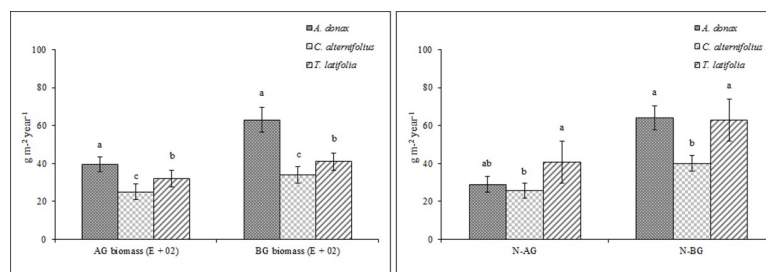 100
80
60
40
20
0
g m-2 year-1
A. donax
C. alternifolius
T. latifolia
a
c
b
a
c
b
AG biomass (E + 02)
BG biomass (E + 02)
100
80
60
40
20
0
g m-2 year-1
A. donax
C. alternifolius
T. latifolia
ab
b
a
a
b
a
N-AG
N-BG